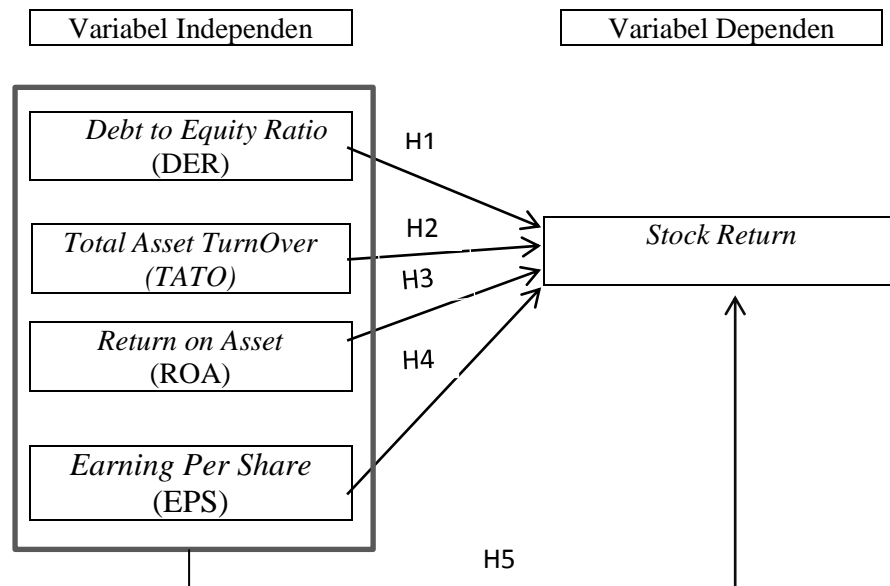 Variabel Independen
Variabel Dependen
Debt to Equity Ratio
(DER)
H1
Total Asset TurnOver
(TATO)
H2
Stock Return
H3
Return on Asset
(ROA)
H4
Earning Per Share
(EPS)
H5